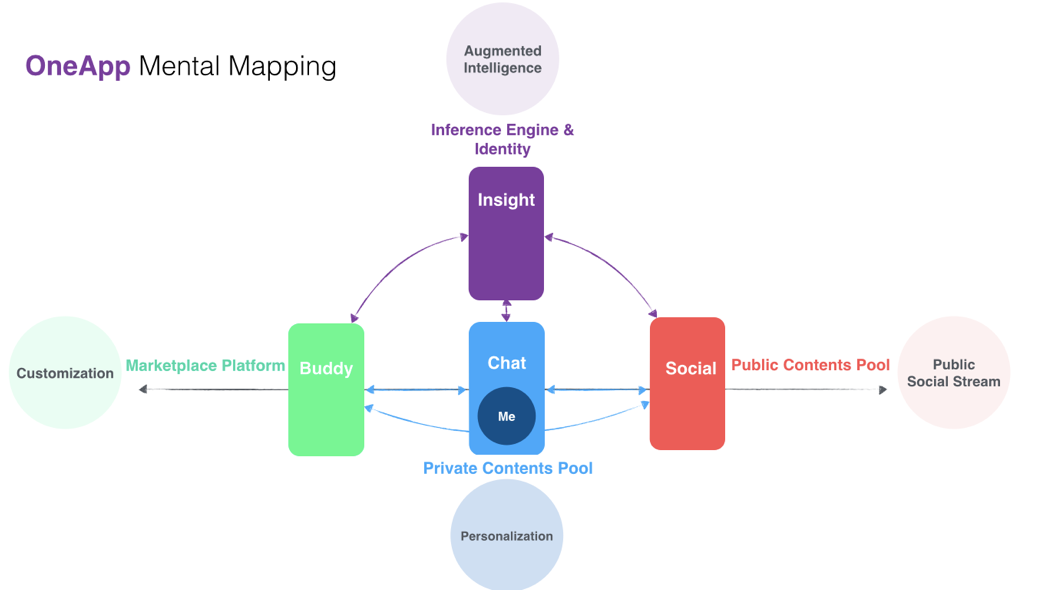 OneApp Mental Mapping
Augmented
Intelligence
Inference Engine &
Identity
Insight
Customization
Marketplace Platform
Buddy
Chat
Me
Social
Public Contents Pool
Public
Social Stream
Private Contents Pool
Personalization